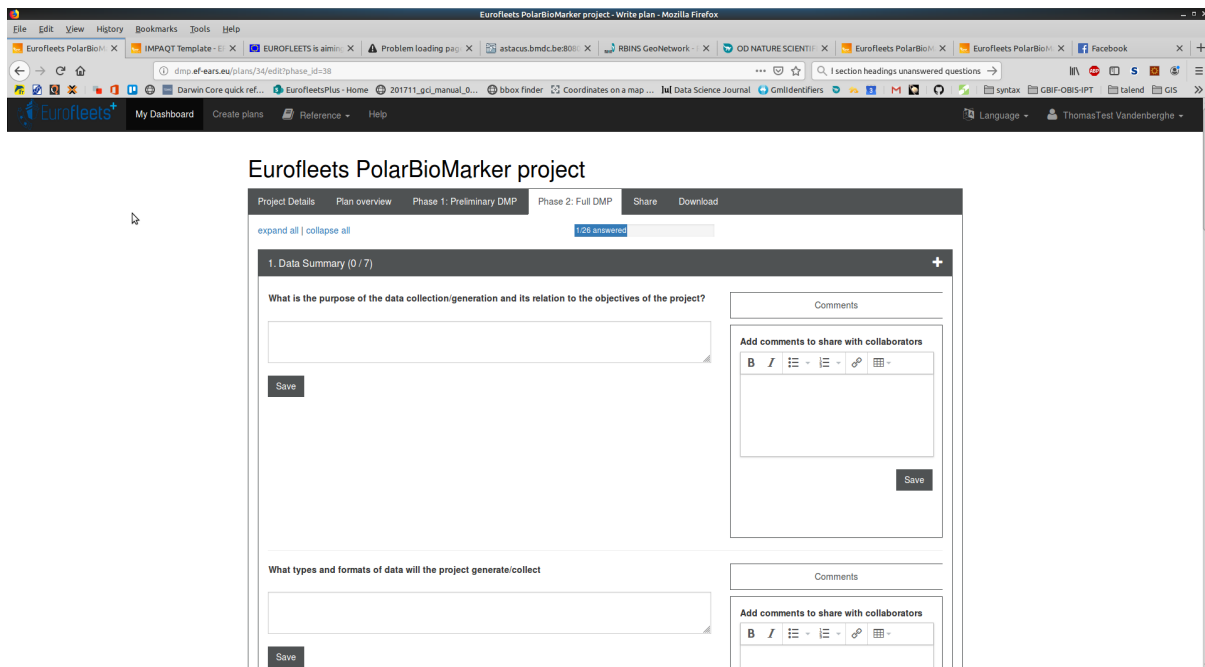 Eurofleets PolarBioMarker project - Write plan - Mozilla Firefox
File Edit View History Bookmarks Tools Help
Eurofleets PolarBioM IMPAQT Template - E EUROFLEETS is aiming Problem loading pag astacus.bmdc.be:808 RBINS GeoNetwork - OD NATURE SCIENTIF Eurofleets PolarBioM Eurofleets PolarBioM Facebook
dmp.ef-ears.eu/plans/34/edit?phase_id=38 I section headings unanswered questions
Darwin Core quick ref... EurofleetsPlus - Home 201711_gci_manual_0... bbox finder Coordinates on a map ... Data Science Journal GmlIdentifiers syntax GBIF-OBIS-IPT talend GIS
Eurofleets+ My Dashboard Create plans Reference Help Language ThomasTest Vandenberghe
Eurofleets PolarBioMarker project
Project Details Plan overview Phase 1: Preliminary DMP Phase 2: Full DMP Share Download
expand all | collapse all 1/26 answered
1. Data Summary (0 / 7)
What is the purpose of the data collection/generation and its relation to the objectives of the project?
Comments
Add comments to share with collaborators
B I
Save
Save
What types and formats of data will the project generate/collect
Comments
Add comments to share with collaborators
B I
Save